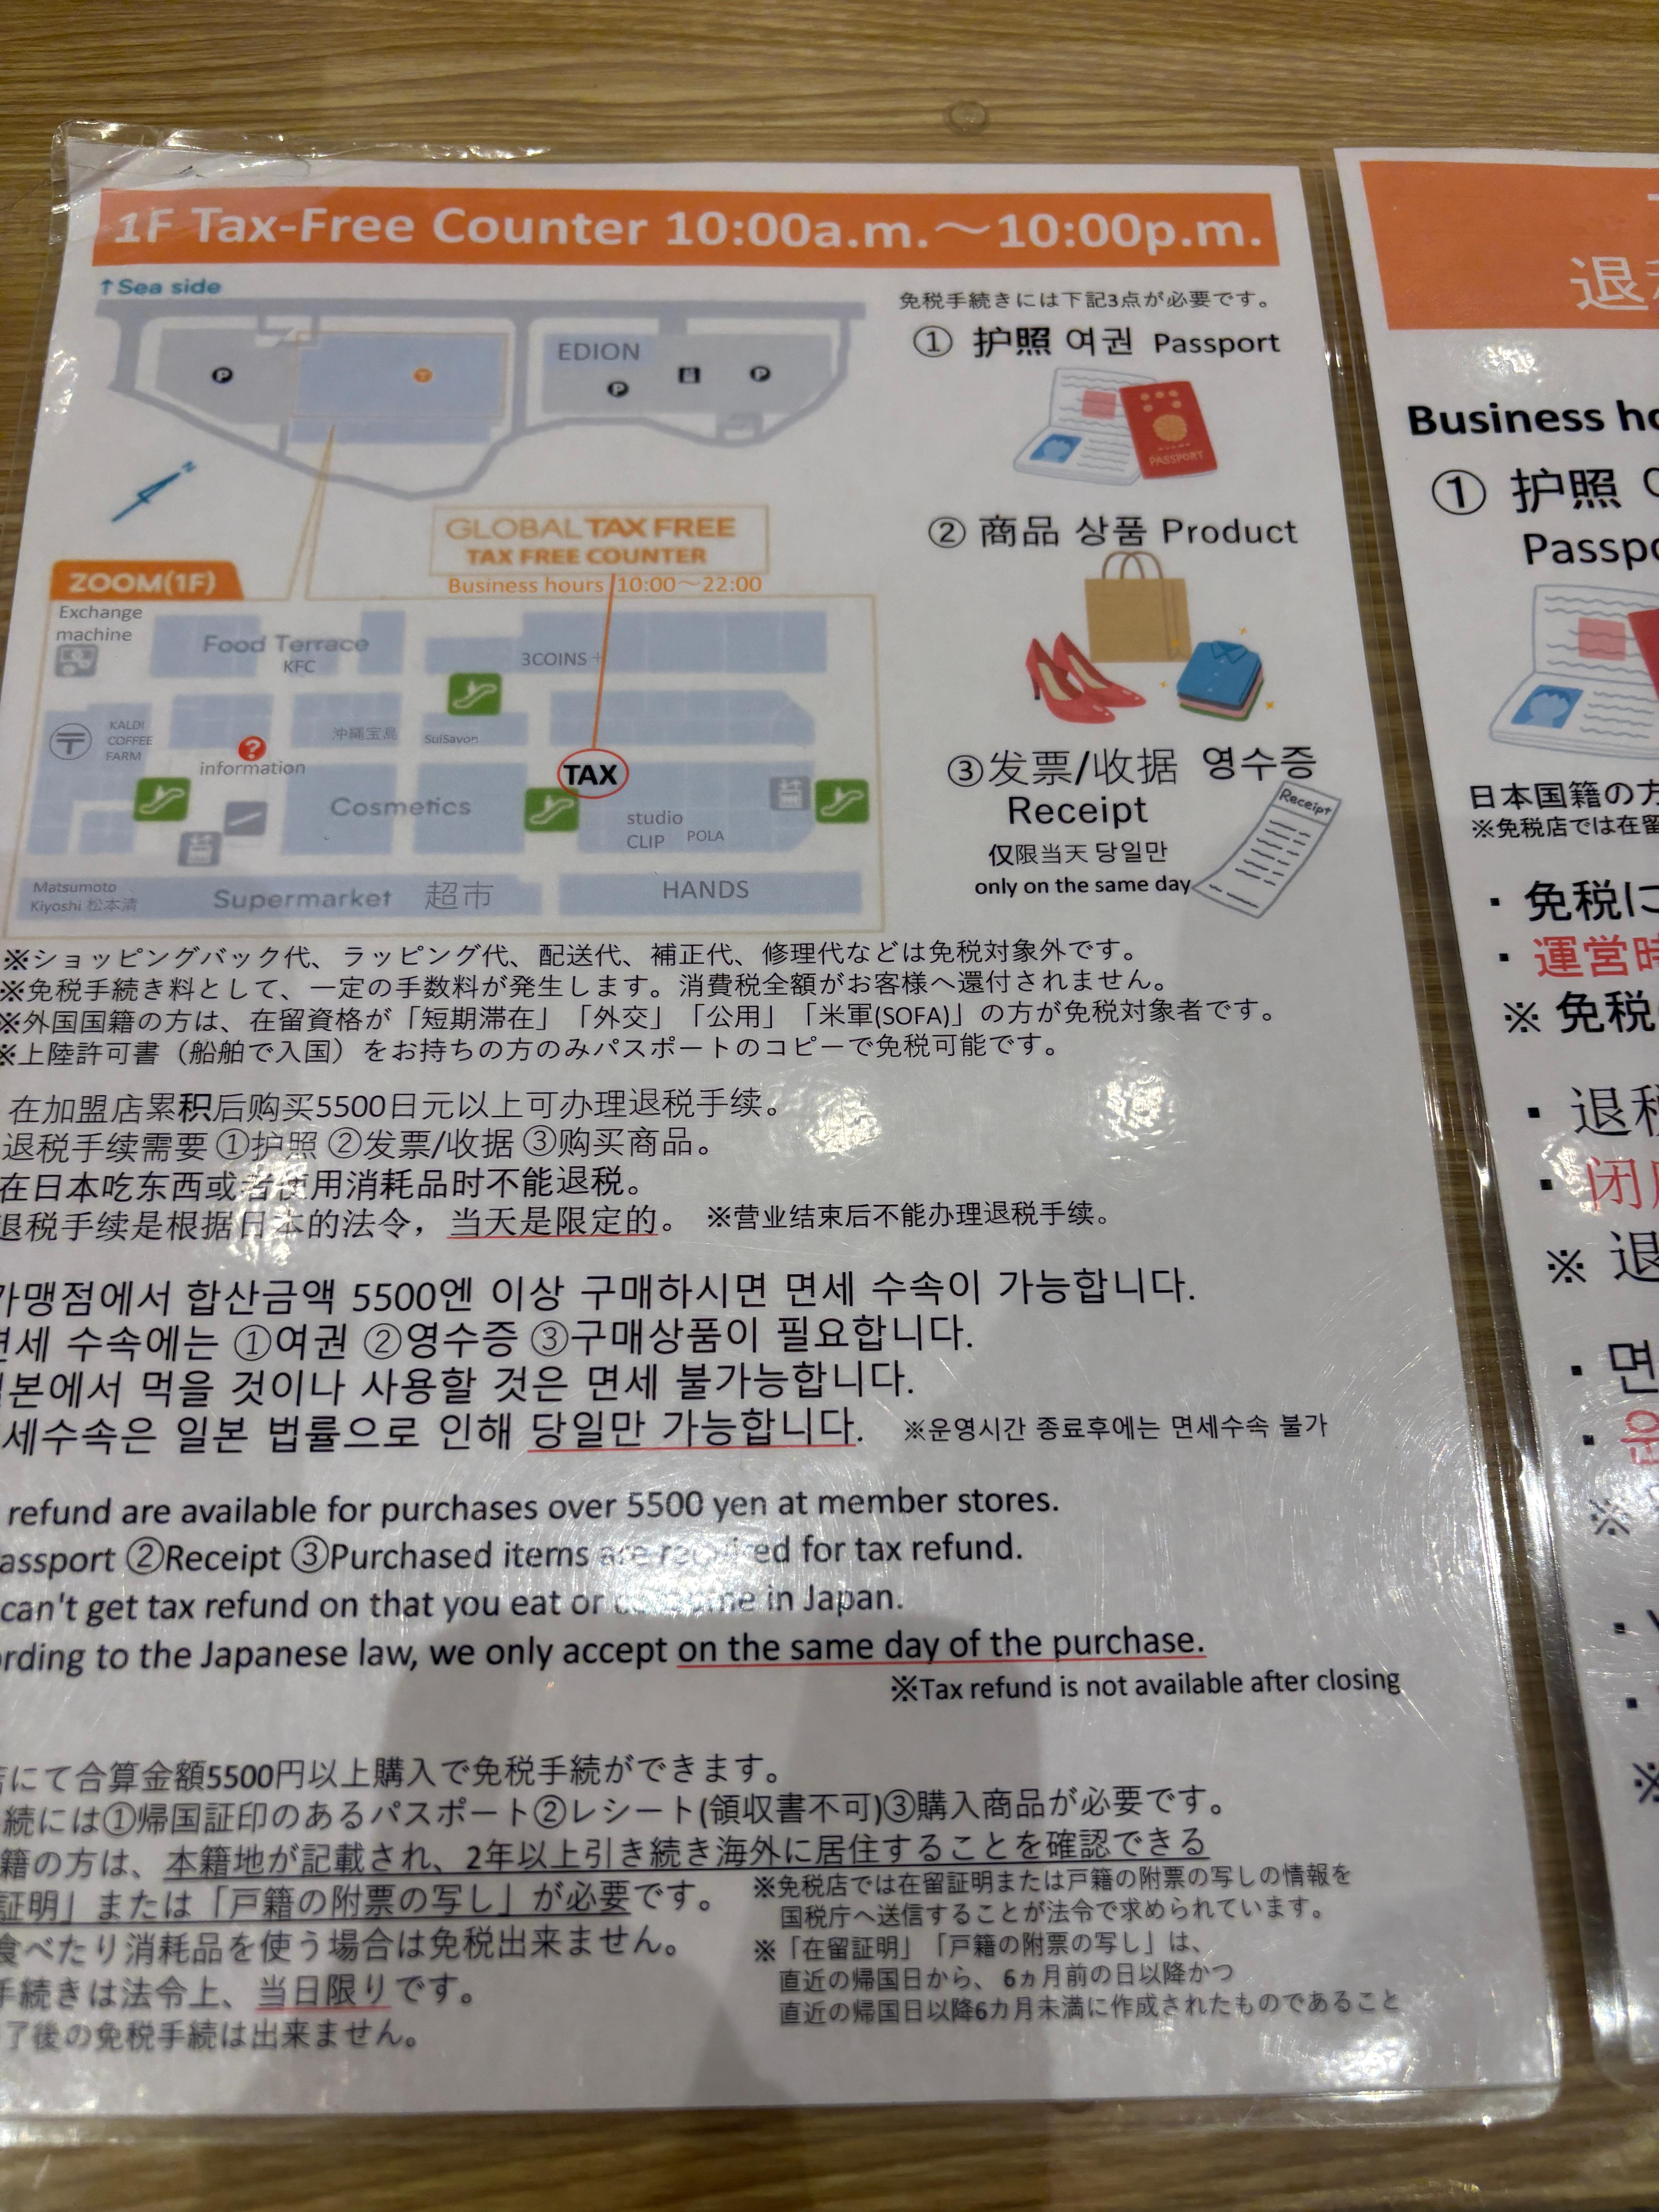 1F Tax-Free Counter 10:00a.m.～10:00p.m.
↑Sea side
EDION
P
T
P
P
N
GLOBAL TAX FREE
TAX FREE COUNTER
Business hours 10:00～22:00
ZOOM(1F)
Exchange
machine
Food Terrace
KFC
3COINS+
KALDI
COFFEE
FARM
沖縄宝島
SuiSavon
?
information
TAX
Cosmetics
studio
CLIP
POLA
Matsumoto
Kiyoshi 松本清
Supermarket 超市
HANDS
免税手続きには下記3点が必要です。
① 护照 여권 Passport
PASSPORT
② 商品 상품 Product
③发票/收据 영수증
Receipt
Receipt
仅限当天 당일만
only on the same day
※ショッピングバック代、ラッピング代、配送代、補正代、修理代などは免税対象外です。
※免税手続き料として、一定の手数料が発生します。消費税全額がお客様へ還付されません。
※外国国籍の方は、在留資格が「短期滞在」「外交」「公用」「米軍(SOFA)」の方が免税対象者です。
※上陸許可書（船舶で入国）をお持ちの方のみパスポートのコピーで免税可能です。
在加盟店累积后购买5500日元以上可办理退税手续。
退税手续需要 ①护照 ②发票/收据 ③购买商品。
在日本吃东西或者使用消耗品时不能退税。
退税手续是根据日本的法令，当天是限定的。 ※营业结束后不能办理退税手续。
가맹점에서 합산금액 5500엔 이상 구매하시면 면세 수속이 가능합니다.
면세 수속에는 ①여권 ②영수증 ③구매상품이 필요합니다.
일본에서 먹을 것이나 사용할 것은 면세 불가능합니다.
세수속은 일본 법률으로 인해 당일만 가능합니다. ※운영시간 종료후에는 면세수속 불가
refund are available for purchases over 5500 yen at member stores.
assport ②Receipt ③Purchased items are required for tax refund.
can't get tax refund on that you eat or in Japan.
ording to the Japanese law, we only accept on the same day of the purchase.
※Tax refund is not available after closing
店にて合算金額5500円以上購入で免税手続ができます。
続には①帰国証印のあるパスポート②レシート(領収書不可)③購入商品が必要です。
籍の方は、本籍地が記載され、2年以上引き続き海外に居住することを確認できる
証明」または「戸籍の附票の写し」が必要です。
食べたり消耗品を使う場合は免税出来ません。
手続きは法令上、当日限りです。
了後の免税手続は出来ません。
※免税店では在留証明または戸籍の附票の写しの情報を
国税庁へ送信することが法令で求められています。
※「在留証明」「戸籍の附票の写し」は、
直近の帰国日から、6ヵ月前の日以降かつ
直近の帰国日以降6カ月未満に作成されたものであること
退
Business ho
① 护照
Passpo
日本国籍の方
※免税店では在留
・免税に
・運営時
※ 免税
・退税
・闭
※ 退
・면
・
※